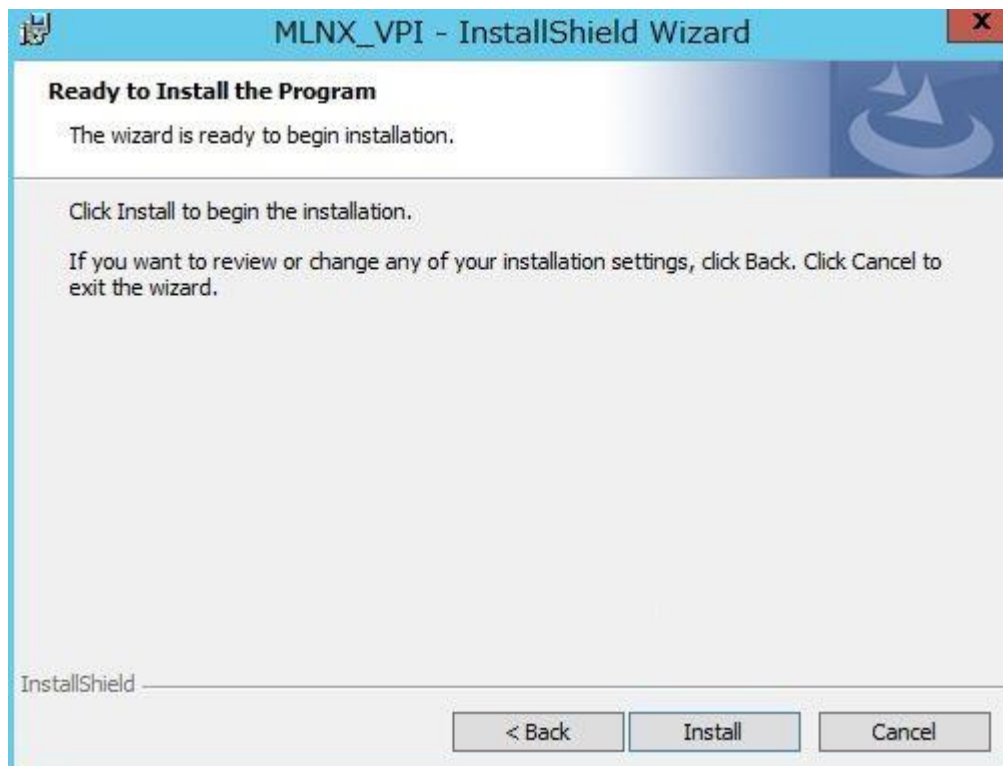 MLNX_VPI - InstallShield Wizard
x
Ready to Install the Program
The wizard is ready to begin installation.
Click Install to begin the installation.
If you want to review or change any of your installation settings, click Back. Click Cancel to
exit the wizard.
InstallShield
< Back
Install
Cancel